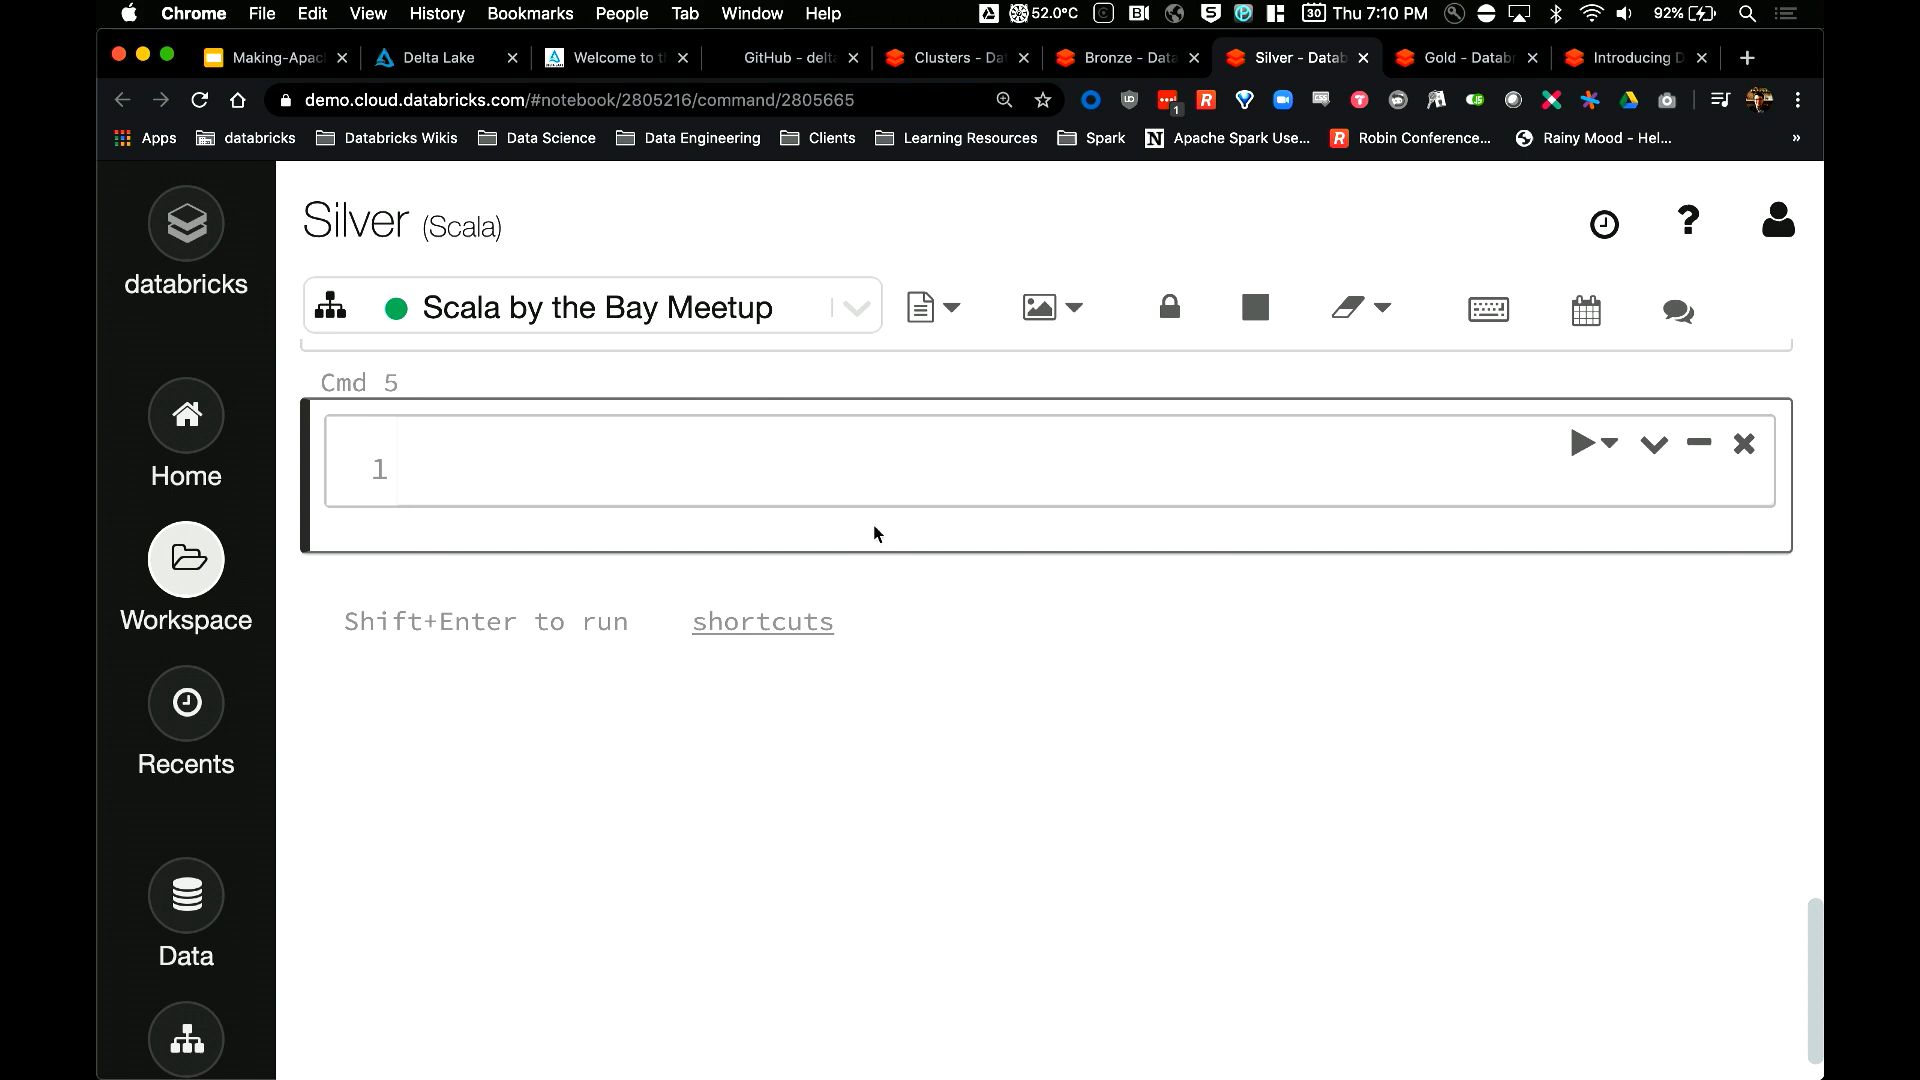 Chrome File Edit View History Bookmarks People Tab Window Help 52.0°C 30 Thu 7:10 PM 92%
Making-Apac Delta Lake Welcome to t GitHub - delt Clusters - Da Bronze - Data Silver - Datab Gold - Datab Introducing D
demo.cloud.databricks.com/#notebook/2805216/command/2805665
Apps databricks Databricks Wikis Data Science Data Engineering Clients Learning Resources Spark Apache Spark Use... Robin Conference... Rainy Mood - Hel... »
databricks
Home
Workspace
Recents
Data
Silver (Scala)
Scala by the Bay Meetup
Cmd 5
1
Shift+Enter to run shortcuts